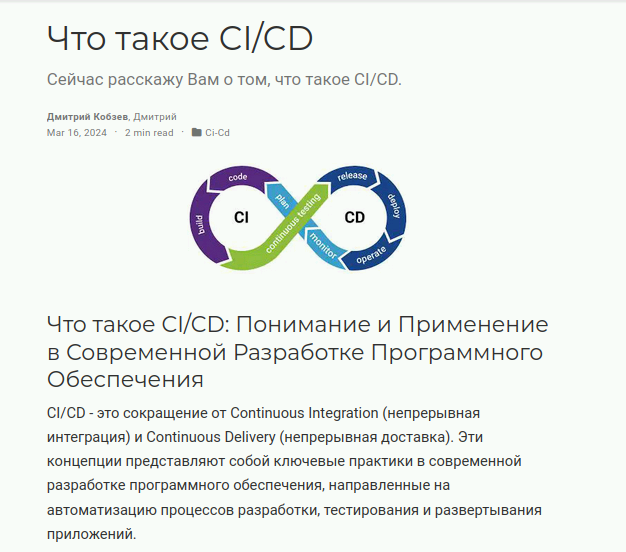 Что такое CI/CD
Сейчас расскажу Вам о том, что такое CI/CD.
Дмитрий Кобзев, Дмитрий
Mar 16, 2024 · 2 min read · Ci-Cd
code
build
plan
continuous testing
monitor
release
deploy
operate
CI
CD
Что такое CI/CD: Понимание и Применение
в Современной Разработке Программного
Обеспечения
CI/CD - это сокращение от Continuous Integration (непрерывная
интеграция) и Continuous Delivery (непрерывная доставка). Эти
концепции представляют собой ключевые практики в современной
разработке программного обеспечения, направленные на
автоматизацию процессов разработки, тестирования и развертывания
приложений.